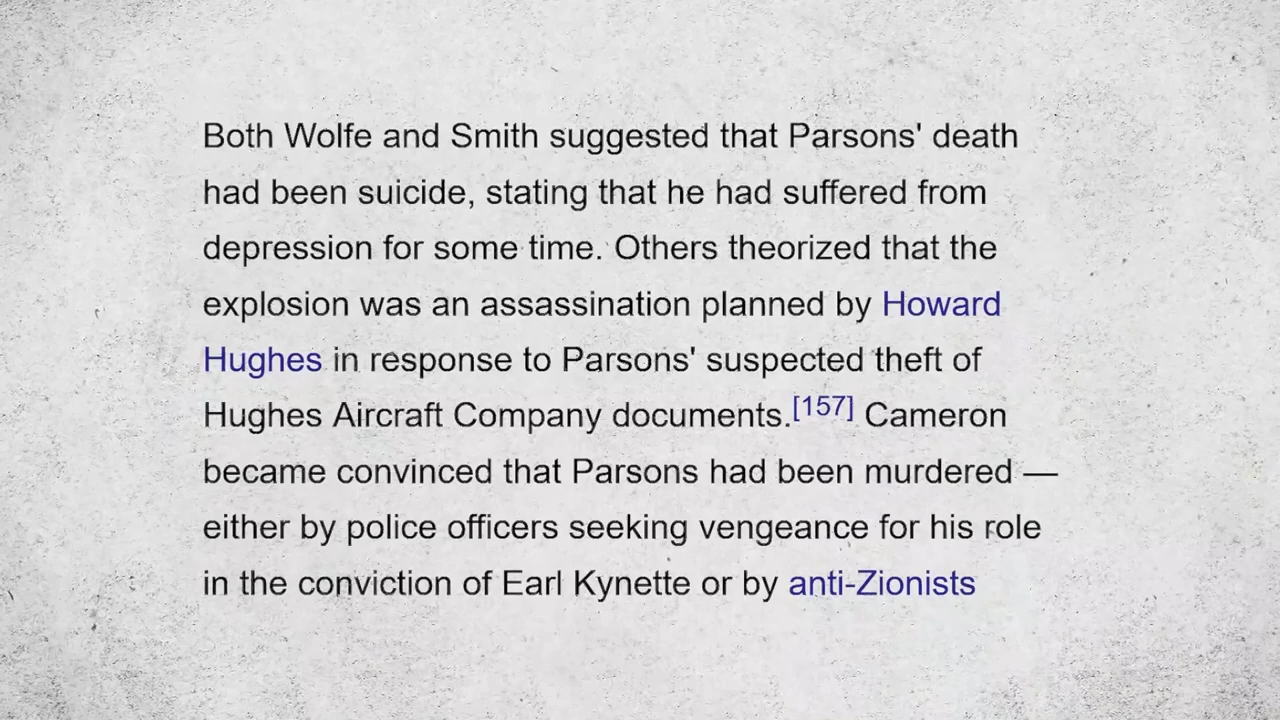 Both Wolfe and Smith suggested that Parsons' death
had been suicide, stating that he had suffered from
depression for some time. Others theorized that the
explosion was an assassination planned by Howard
Hughes in response to Parsons' suspected theft of
Hughes Aircraft Company documents.[157] Cameron
became convinced that Parsons had been murdered —
either by police officers seeking vengeance for his role
in the conviction of Earl Kynette or by anti-Zionists